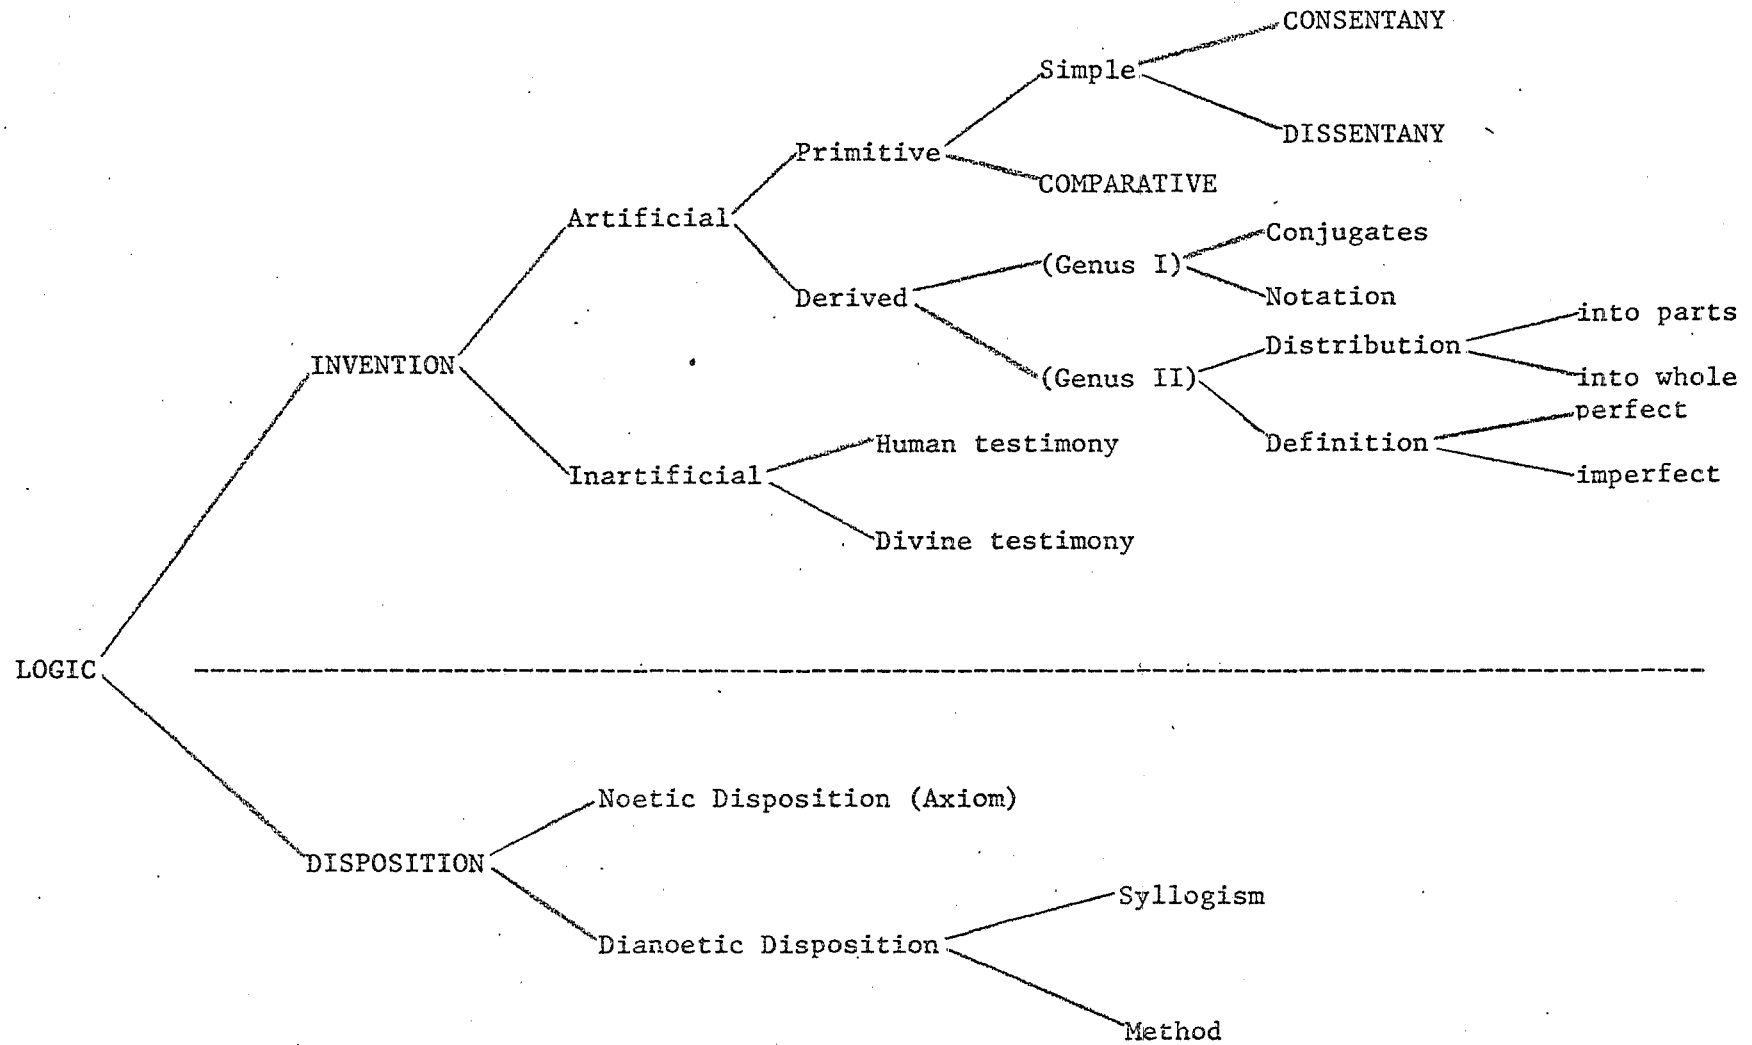 CONSENTANY
Simple
DISSENTANY
Primitive
COMPARATIVE
Artificial
Conjugates
(Genus I)
Derived
Notation
into parts
Distribution
INVENTION
(Genus II)
into whole
perfect
Human testimony
Definition
Inartificial
imperfect
Divine testimony
LOGIC
Noetic Disposition (Axiom)
DISPOSITION
Syllogism
Dianoetic Disposition
Method